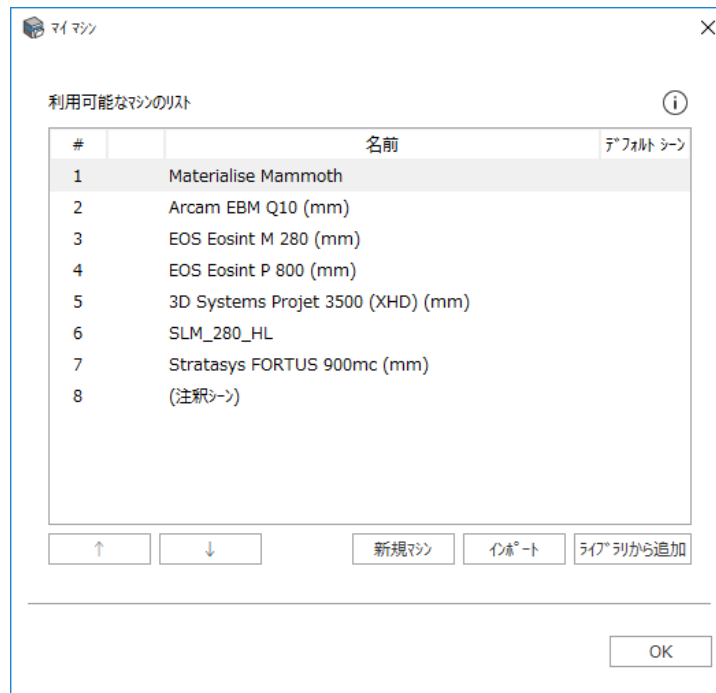 ﾏｲ ﾏｼﾝ
利用可能なﾏｼﾝのﾘｽﾄ
# 名前 ﾃﾞﾌｫﾙﾄ ｼｰﾝ
1 Materialise Mammoth
2 Arcam EBM Q10 (mm)
3 EOS Eosint M 280 (mm)
4 EOS Eosint P 800 (mm)
5 3D Systems Projet 3500 (XHD) (mm)
6 SLM_280_HL
7 Stratasys FORTUS 900mc (mm)
8 (注釈ｼｰﾝ)
↑ ↓ 新規ﾏｼﾝ ｲﾝﾎﾟｰﾄ ﾗｲﾌﾞﾗﾘから追加
OK